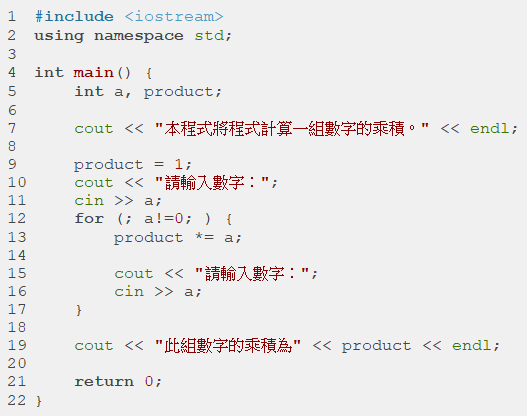 1 #include <iostream>
2 using namespace std;
3
4 int main() {
5     int a, product;
6
7     cout << "本程式將程式計算一組數字的乘積。" << endl;
8
9     product = 1;
10     cout << "請輸入數字：";
11     cin >> a;
12     for (; a!=0; ) {
13         product *= a;
14
15         cout << "請輸入數字：";
16         cin >> a;
17     }
18
19     cout << "此組數字的乘積為" << product << endl;
20
21     return 0;
22 }